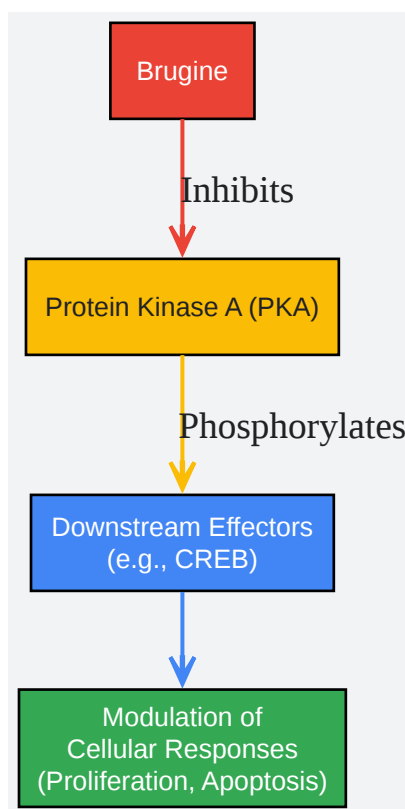 Brugine
Inhibits
Protein Kinase A (PKA)
Phosphorylates
Downstream Effectors
(e.g., CREB)
Modulation of
Cellular Responses
(Proliferation, Apoptosis)